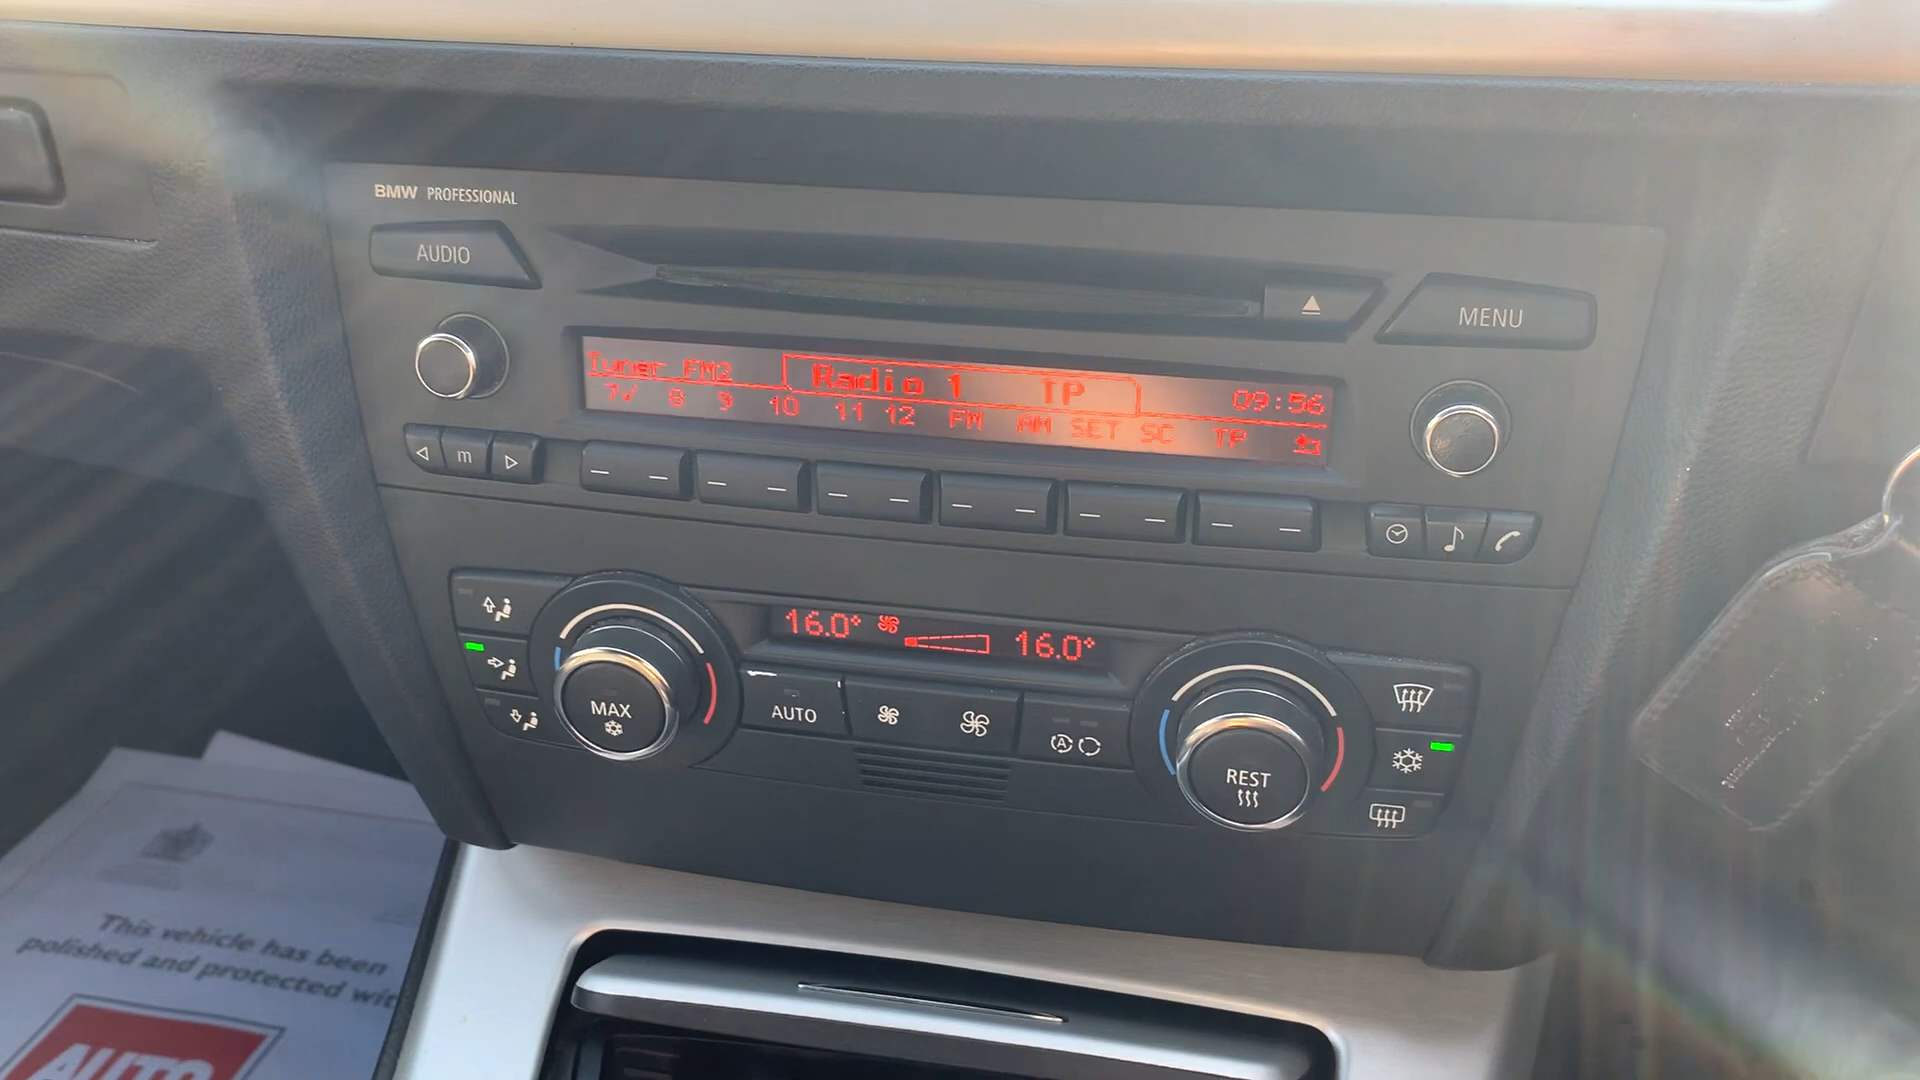 BMW PROFESSIONAL
AUDIO
MENU
Tuner FM2 Radio 1 TP 09:56
7✓ 8 9 10 11 12 FM AM SET SC TP
m
16.0° 16.0°
MAX
AUTO
A
REST
This vehicle has been
polished and protected wit
AUTO